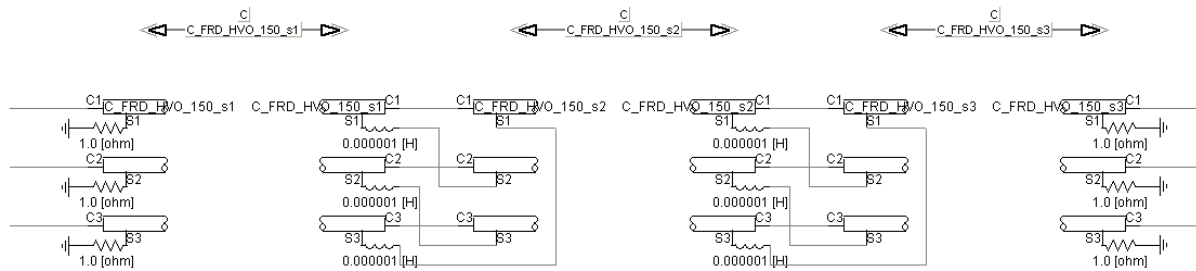 C C C
C_FRD_HVO_150_s1 C_FRD_HVO_150_s2 C_FRD_HVO_150_s3
C1 C1 C1 C1 C1 C1
C_FRD_HVO_150_s1 C_FRD_HVO_150_s1 C_FRD_HVO_150_s2 C_FRD_HVO_150_s2 C_FRD_HVO_150_s3 C_FRD_HVO_150_s3
S1 S1 S1 S1 S1 S1
1.0 [ohm] 0.000001 [H] 0.000001 [H] 1.0 [ohm]
C2 C2 C2 C2 C2 C2
S2 S2 S2 S2 S2 S2
1.0 [ohm] 0.000001 [H] 0.000001 [H] 1.0 [ohm]
C3 C3 C3 C3 C3 C3
S3 S3 S3 S3 S3 S3
1.0 [ohm] 0.000001 [H] 0.000001 [H] 1.0 [ohm]